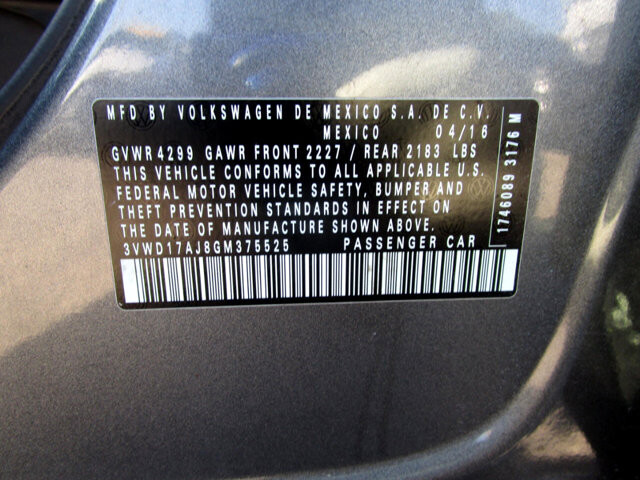 MFD BY VOLKSWAGEN DE MEXICO S.A. DE C.V.
MEXICO 04/16
GVWR 4299 GAWR FRONT 2227 / REAR 2183 LBS
THIS VEHICLE CONFORMS TO ALL APPLICABLE U.S.
FEDERAL MOTOR VEHICLE SAFETY, BUMPER AND
THEFT PREVENTION STANDARDS IN EFFECT ON
THE DATE OF MANUFACTURE SHOWN ABOVE.
3VWD17AJ8GM375525 PASSENGER CAR
1746089 3176 M